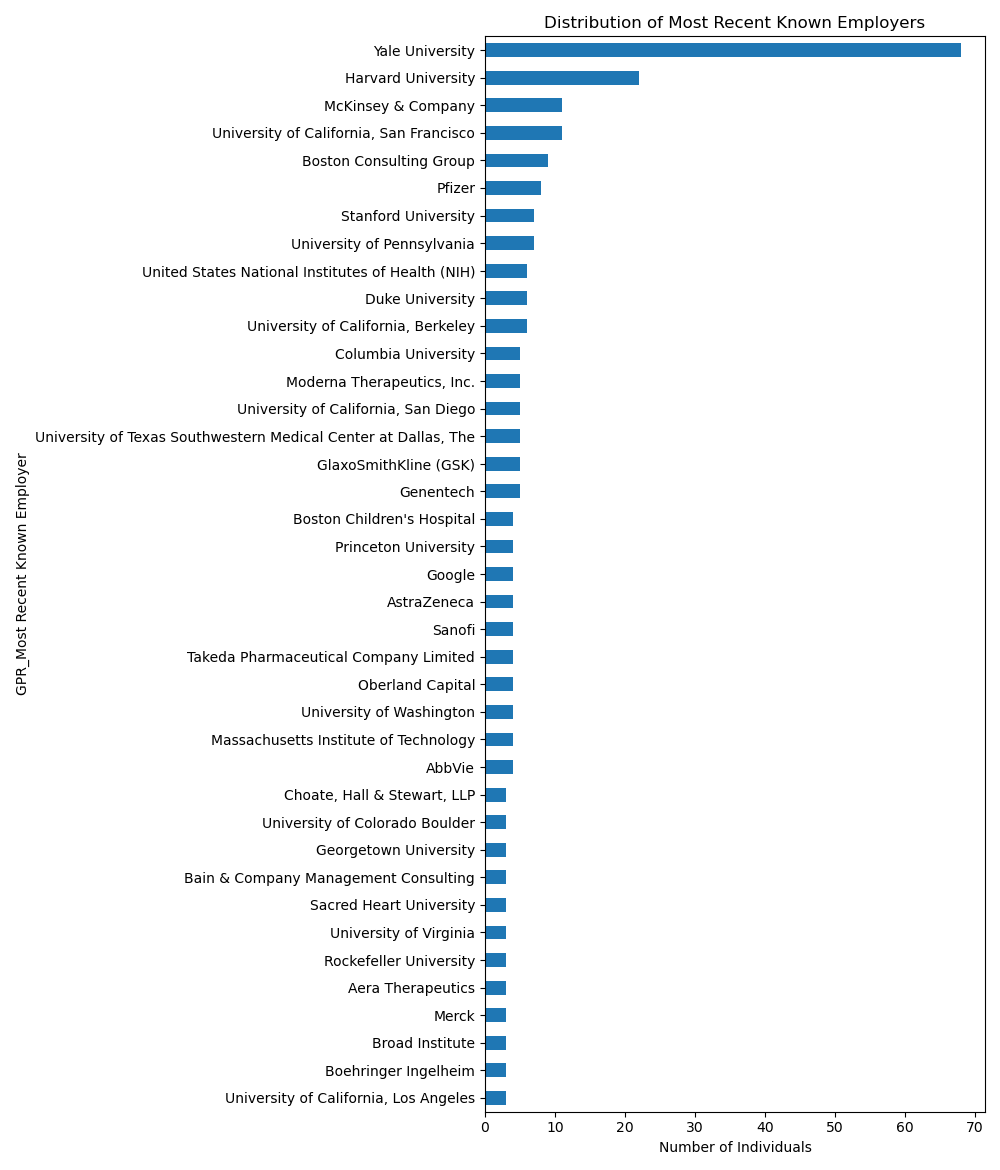 Distribution of Most Recent Known Employers
Yale University
Harvard University
McKinsey & Company
University of California, San Francisco
Boston Consulting Group
Pfizer
Stanford University
University of Pennsylvania
United States National Institutes of Health (NIH)
Duke University
University of California, Berkeley
Columbia University
Moderna Therapeutics, Inc.
University of California, San Diego
University of Texas Southwestern Medical Center at Dallas, The
GlaxoSmithKline (GSK)
Genentech
Boston Children's Hospital
Princeton University
Google
AstraZeneca
Sanofi
Takeda Pharmaceutical Company Limited
Oberland Capital
University of Washington
Massachusetts Institute of Technology
AbbVie
Choate, Hall & Stewart, LLP
University of Colorado Boulder
Georgetown University
Bain & Company Management Consulting
Sacred Heart University
University of Virginia
Rockefeller University
Aera Therapeutics
Merck
Broad Institute
Boehringer Ingelheim
University of California, Los Angeles
GPR_Most Recent Known Employer
0 10 20 30 40 50 60 70
Number of Individuals